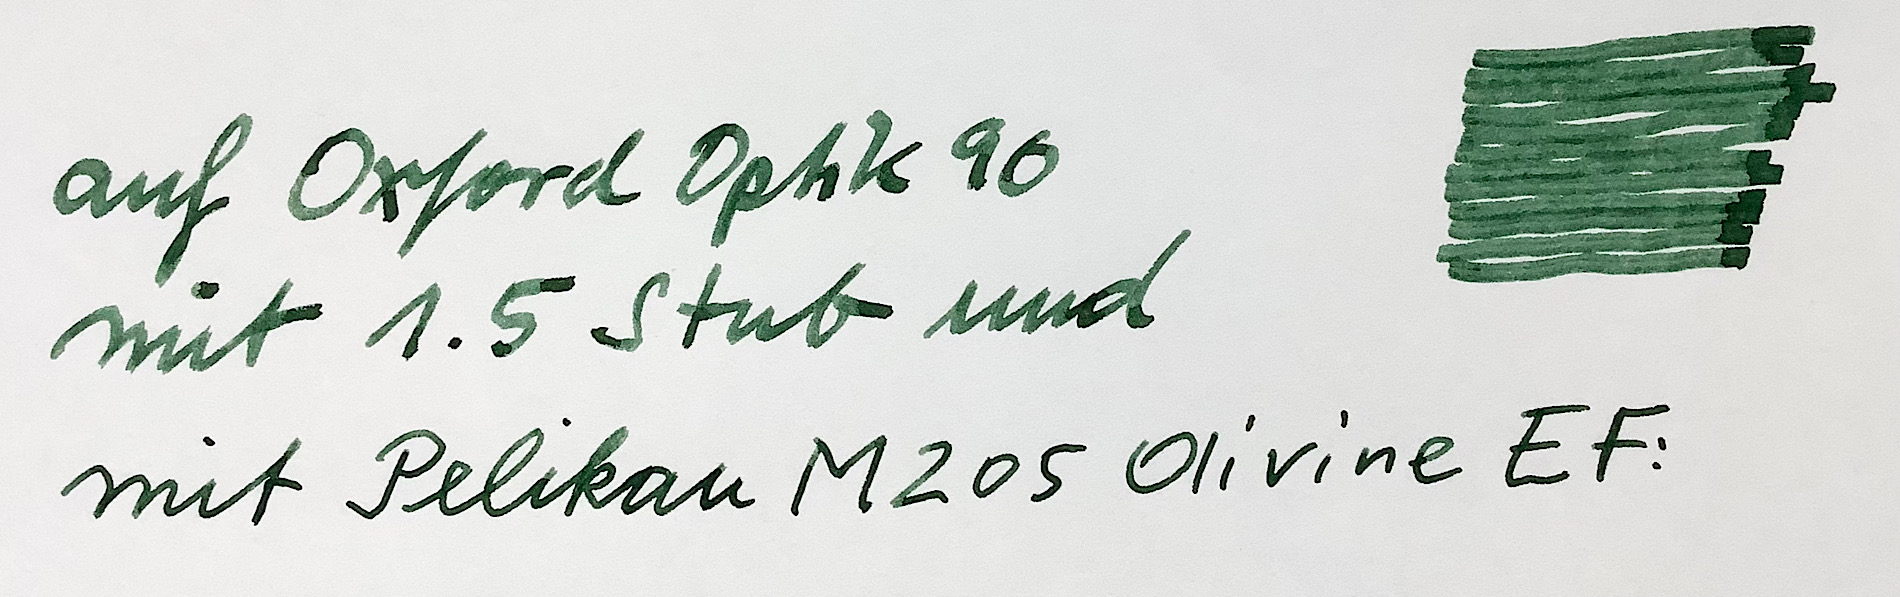 auf Oxford Optik 90
mit 1.5 Stub und
mit Pelikan M205 Olivine EF: